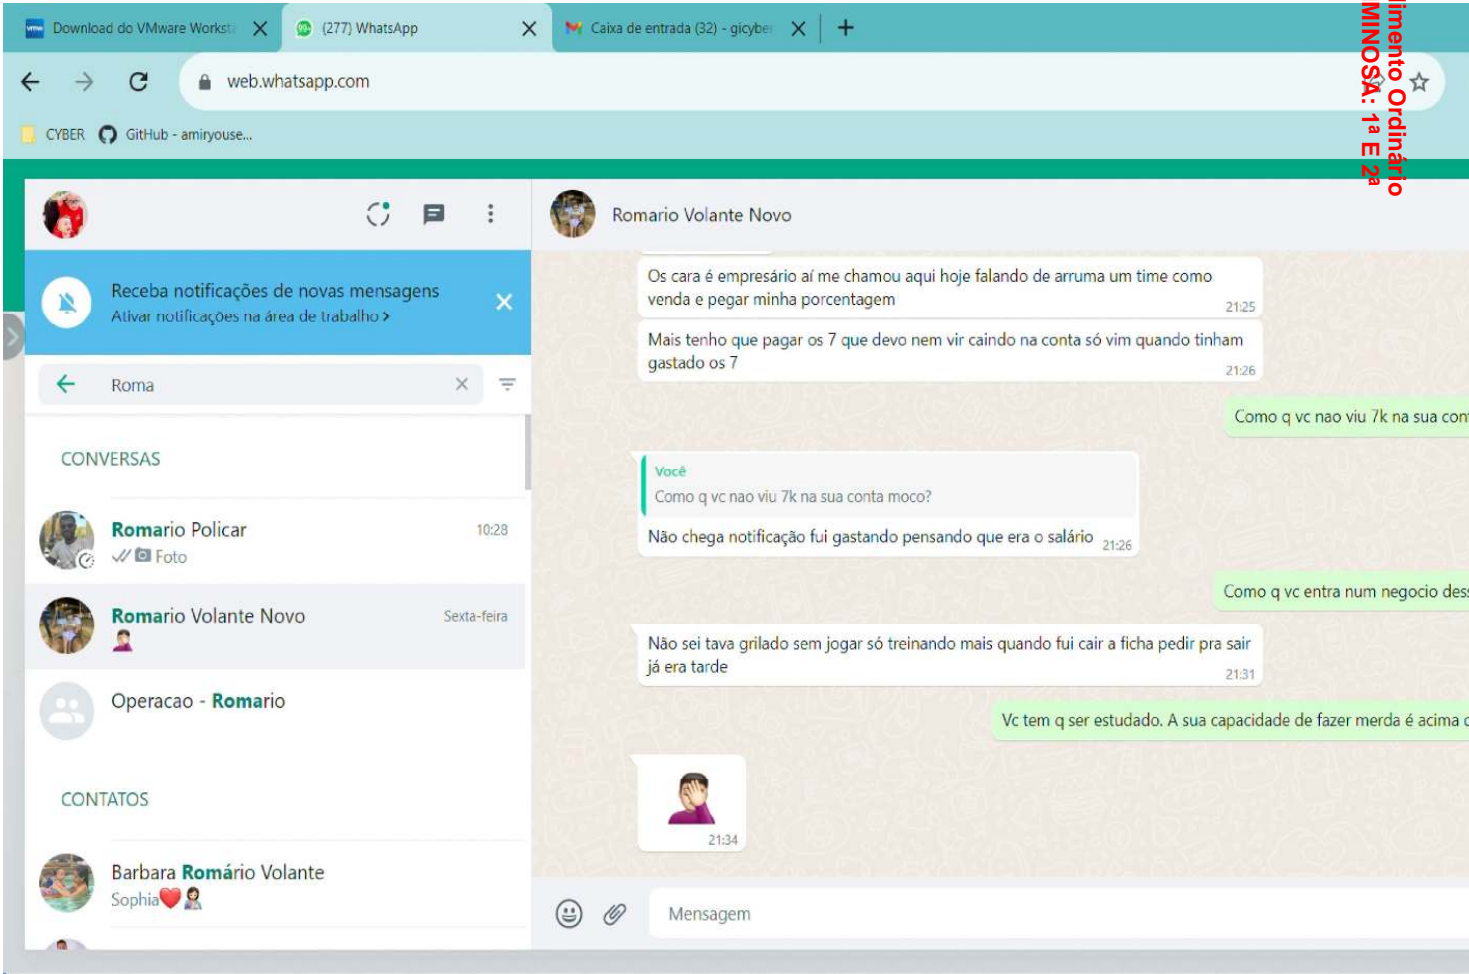 Download do VMware Worksta
(277) WhatsApp
Caixa de entrada (32) - gicyber
web.whatsapp.com
CYBER
GitHub - amiryouse...
Ordinário
MINOSA: 1ª E 2ª
Romario Volante Novo
Receba notificações de novas mensagens
Ativar notificações na área de trabalho >
Roma
CONVERSAS
Romario Policar
10:28
Foto
Romario Volante Novo
Sexta-feira
Operacao - Romario
CONTATOS
Barbara Romário Volante
Sophia
Os cara é empresário aí me chamou aqui hoje falando de arruma um time como
venda e pegar minha porcentagem
21:25
Mais tenho que pagar os 7 que devo nem vir caindo na conta só vim quando tinham
gastado os 7
21:26
Como q vc nao viu 7k na sua con
Você
Como q vc nao viu 7k na sua conta moco?
Não chega notificação fui gastando pensando que era o salário
21:26
Como q vc entra num negocio des
Não sei tava grilado sem jogar só treinando mais quando fui cair a ficha pedir pra sair
já era tarde
21:31
Vc tem q ser estudado. A sua capacidade de fazer merda é acima
21:34
Mensagem